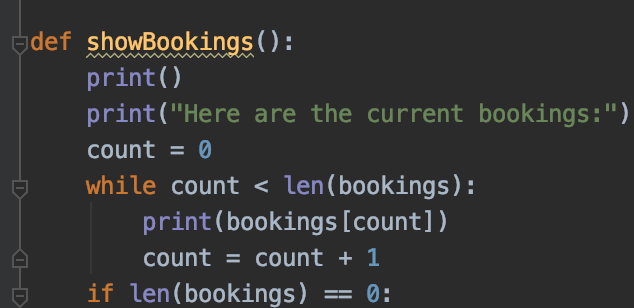 def showBookings():
    print()
    print("Here are the current bookings:")
    count = 0
    while count < len(bookings):
        print(bookings[count])
        count = count + 1
    if len(bookings) == 0: